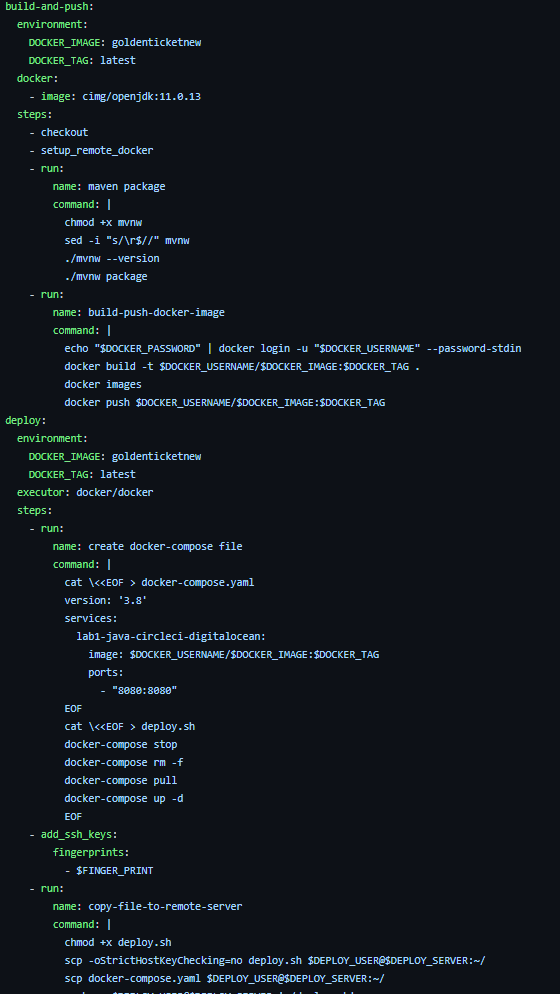 build-and-push:
  environment:
    DOCKER_IMAGE: goldenticketnew
    DOCKER_TAG: latest
  docker:
    - image: cimg/openjdk:11.0.13
  steps:
    - checkout
    - setup_remote_docker
    - run:
        name: maven package
        command: |
          chmod +x mvnw
          sed -i "s/\r$//" mvnw
          ./mvnw --version
          ./mvnw package
    - run:
        name: build-push-docker-image
        command: |
          echo "$DOCKER_PASSWORD" | docker login -u "$DOCKER_USERNAME" --password-stdin
          docker build -t $DOCKER_USERNAME/$DOCKER_IMAGE:$DOCKER_TAG .
          docker images
          docker push $DOCKER_USERNAME/$DOCKER_IMAGE:$DOCKER_TAG
deploy:
  environment:
    DOCKER_IMAGE: goldenticketnew
    DOCKER_TAG: latest
  executor: docker/docker
  steps:
    - run:
        name: create docker-compose file
        command: |
          cat \<<EOF > docker-compose.yaml
          version: '3.8'
          services:
            lab1-java-circleci-digitalocean:
              image: $DOCKER_USERNAME/$DOCKER_IMAGE:$DOCKER_TAG
              ports:
                - "8080:8080"
          EOF
          cat \<<EOF > deploy.sh
          docker-compose stop
          docker-compose rm -f
          docker-compose pull
          docker-compose up -d
          EOF
    - add_ssh_keys:
        fingerprints:
          - $FINGER_PRINT
    - run:
        name: copy-file-to-remote-server
        command: |
          chmod +x deploy.sh
          scp -oStrictHostKeyChecking=no deploy.sh $DEPLOY_USER@$DEPLOY_SERVER:~/
          scp docker-compose.yaml $DEPLOY_USER@$DEPLOY_SERVER:~/